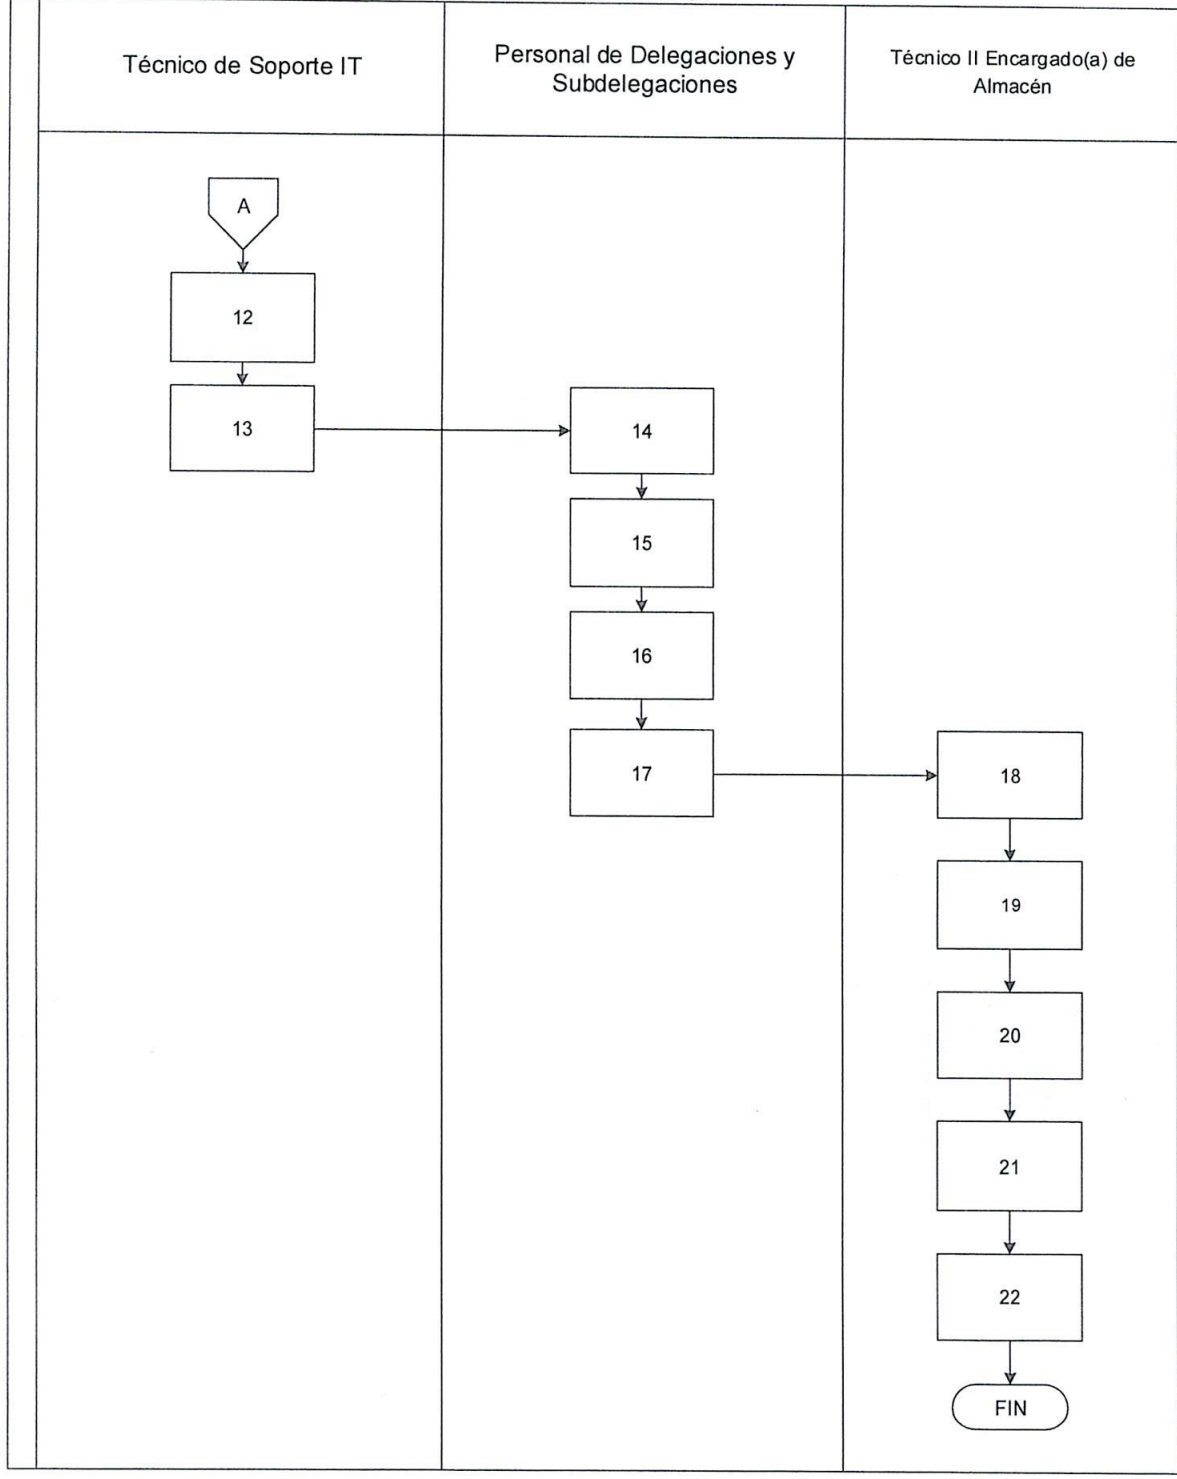 Técnico de Soporte IT
Personal de Delegaciones y
Subdelegaciones
Técnico II Encargado(a) de
Almacén
A
12
13
14
15
16
17
18
19
20
21
22
FIN